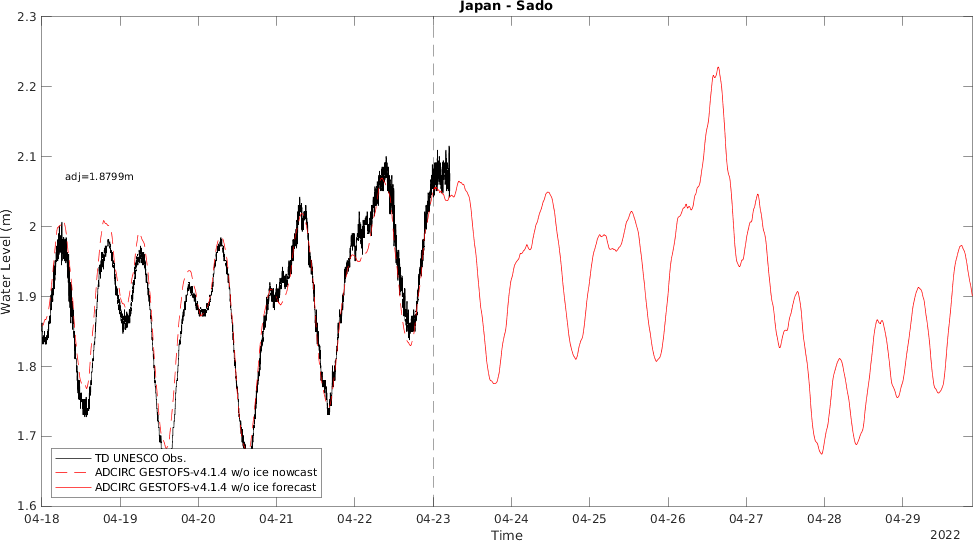 Japan - Sado
2.3
2.2
2.1
2
1.9
1.8
1.7
1.6
Water Level (m)
adj=1.8799m
TD UNESCO Obs.
ADCIRC GESTOFS-v4.1.4 w/o ice nowcast
ADCIRC GESTOFS-v4.1.4 w/o ice forecast
04-18 04-19 04-20 04-21 04-22 04-23 04-24 04-25 04-26 04-27 04-28 04-29
Time
2022